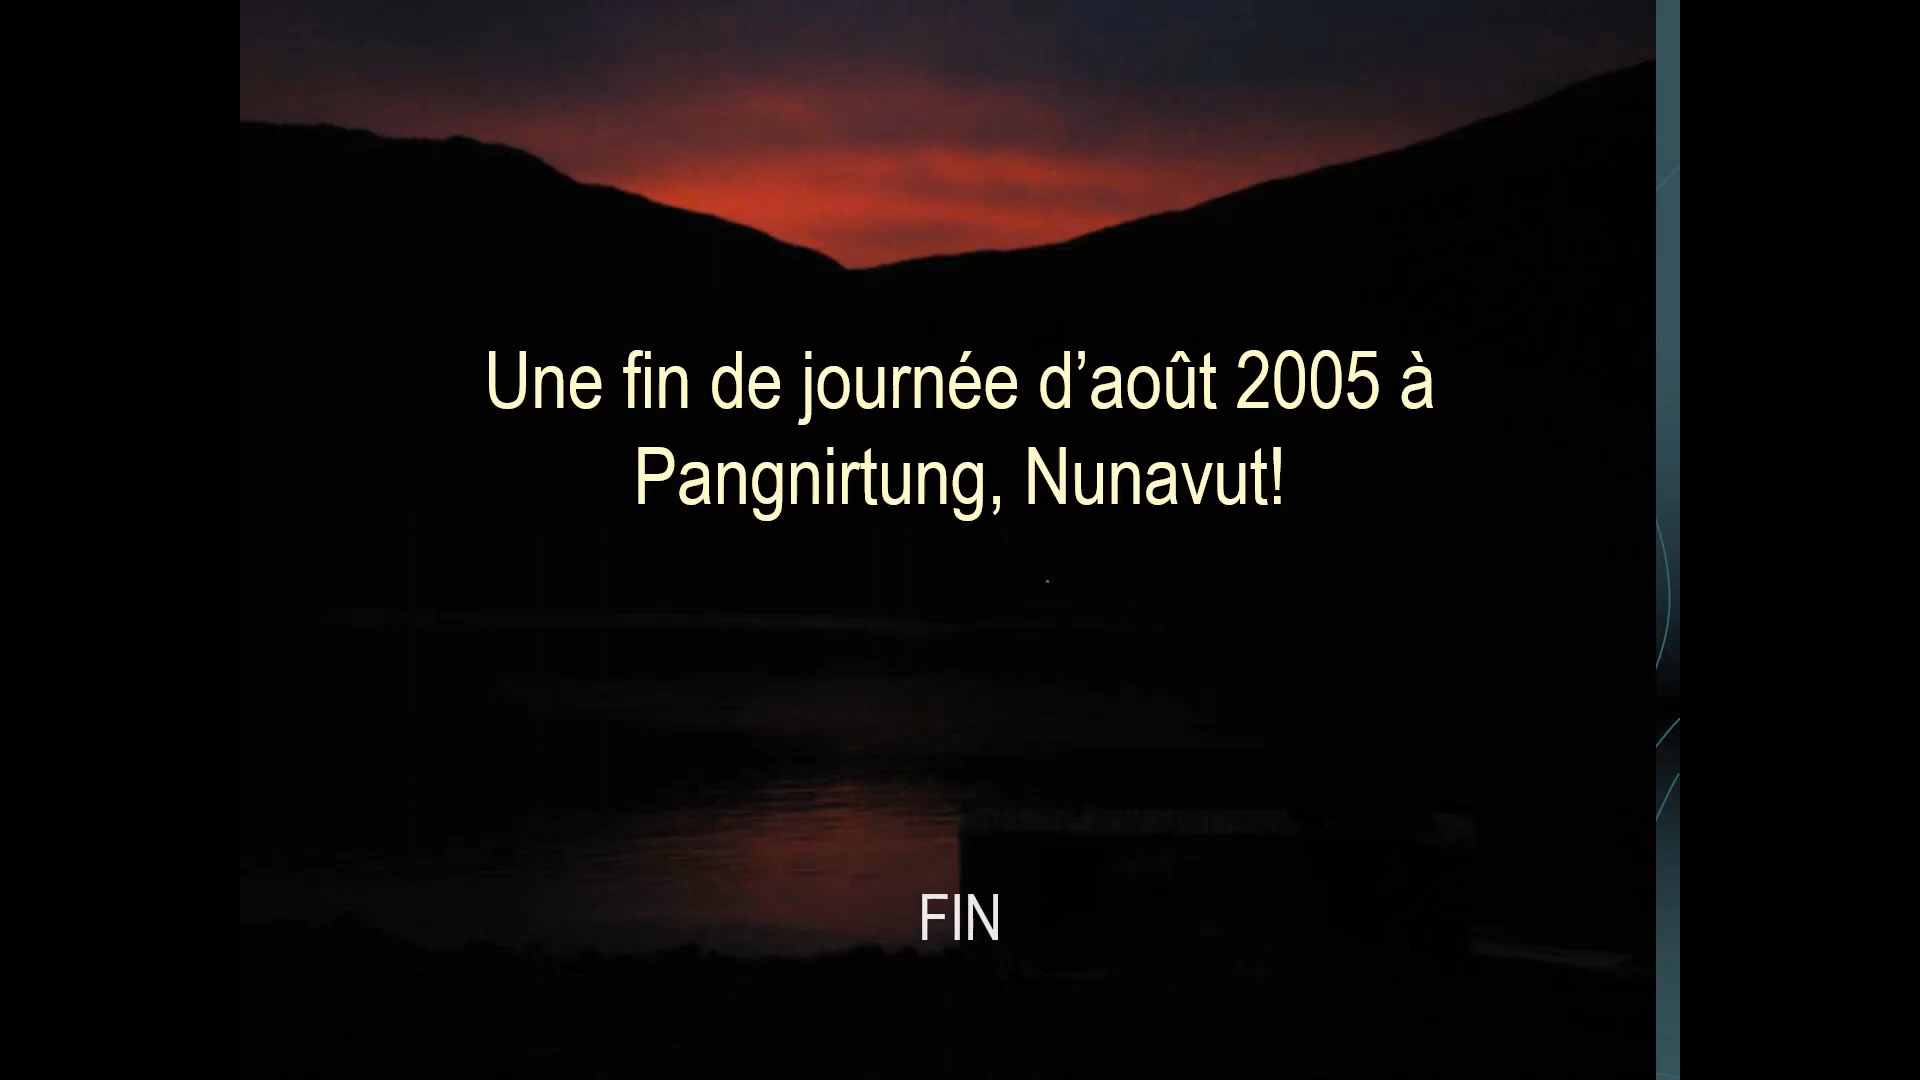 Une fin de journée d’août 2005 à
Pangnirtung, Nunavut!
FIN